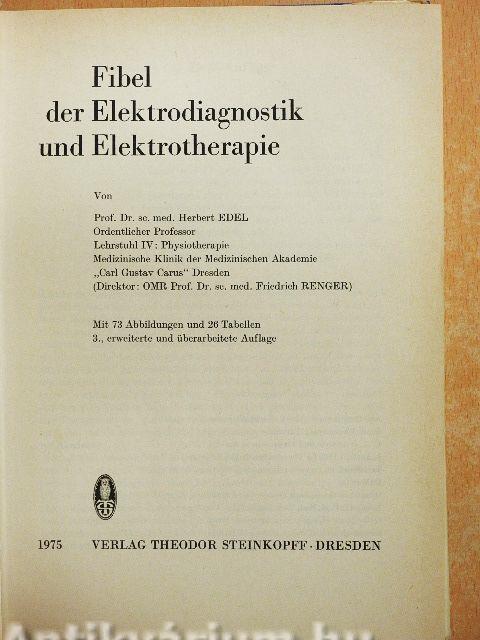 Fibel
der Elektrodiagnostik
und Elektrotherapie
Von
Prof. Dr. sc. med. Herbert EDEL
Ordentlicher Professor
Lehrstuhl IV: Physiotherapie
Medizinische Klinik der Medizinischen Akademie
„Carl Gustav Carus“ Dresden
(Direktor: OMR Prof. Dr. sc. med. Friedrich RENGER)
Mit 73 Abbildungen und 26 Tabellen
3., erweiterte und überarbeitete Auflage
1975 VERLAG THEODOR STEINKOPFF · DRESDEN
Antikvárium.hu